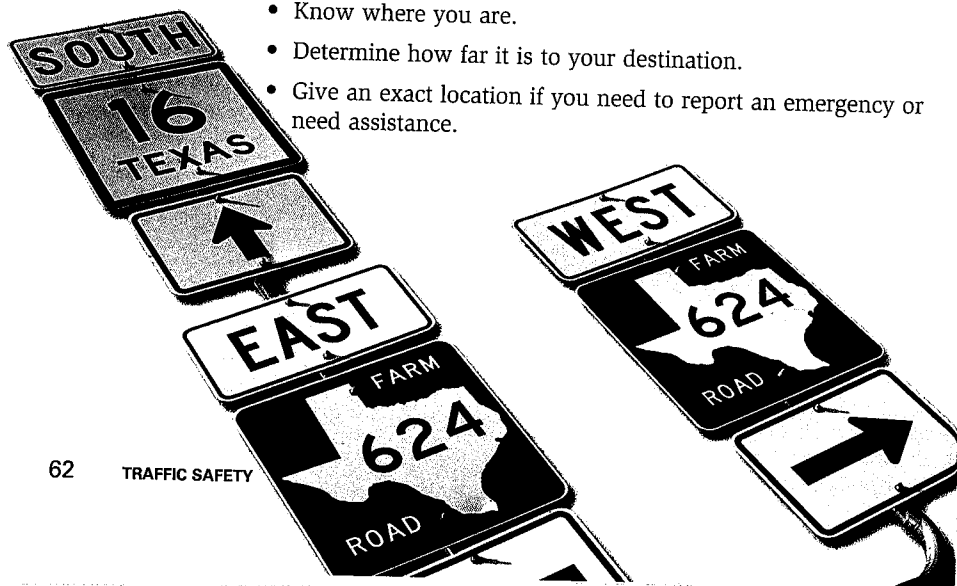 • Know where you are.
• Determine how far it is to your destination.
• Give an exact location if you need to report an emergency or
need assistance.
SOUTH
16
TEXAS
WEST
FARM
624
ROAD
EAST
FARM
624
ROAD
62 TRAFFIC SAFETY